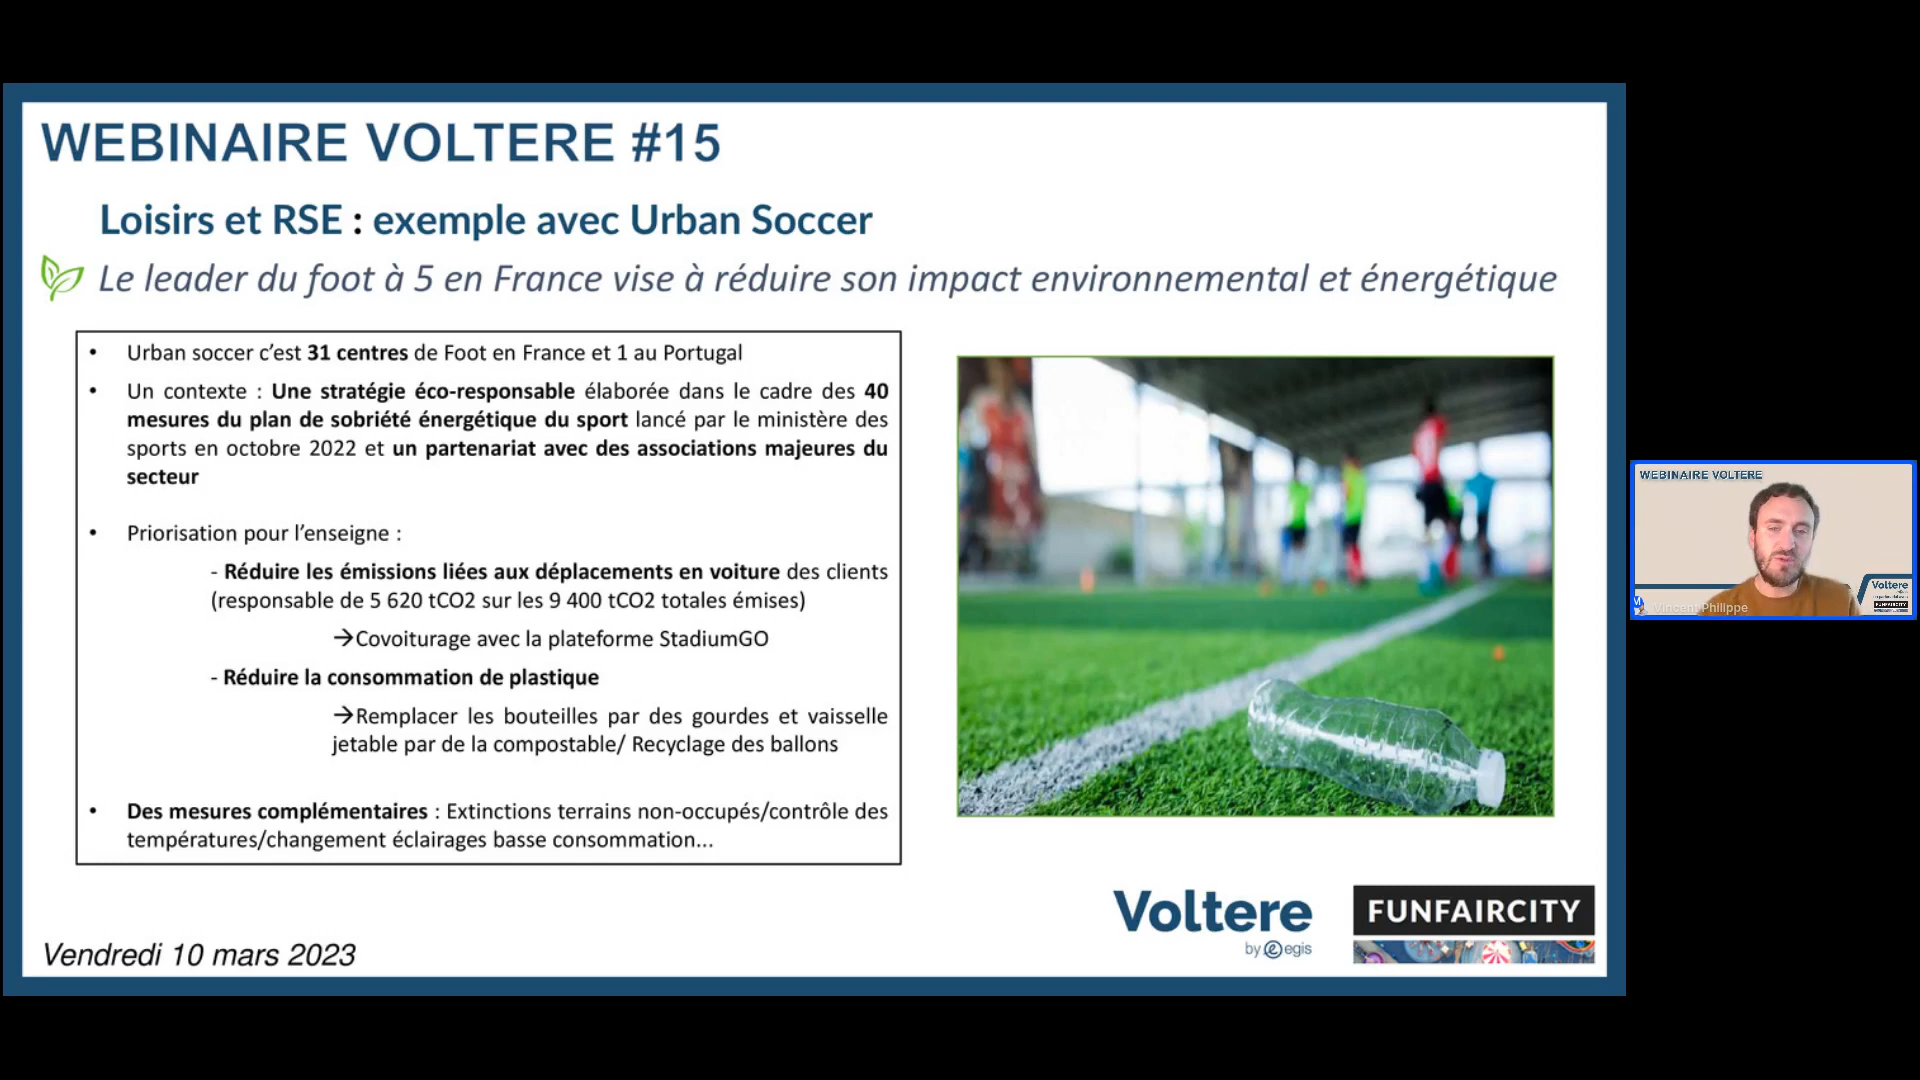 WEBINAIRE VOLTERE #15
Loisirs et RSE : exemple avec Urban Soccer
Le leader du foot à 5 en France vise à réduire son impact environnemental et énergétique
• Urban soccer c’est 31 centres de Foot en France et 1 au Portugal
• Un contexte : Une stratégie éco-responsable élaborée dans le cadre des 40
mesures du plan de sobriété énergétique du sport lancé par le ministère des
sports en octobre 2022 et un partenariat avec des associations majeures du
secteur
• Priorisation pour l’enseigne :
- Réduire les émissions liées aux déplacements en voiture des clients
(responsable de 5 620 tCO2 sur les 9 400 tCO2 totales émises)
→Covoiturage avec la plateforme StadiumGO
- Réduire la consommation de plastique
→Remplacer les bouteilles par des gourdes et vaisselle
jetable par de la compostable/ Recyclage des ballons
• Des mesures complémentaires : Extinctions terrains non-occupés/contrôle des
températures/changement éclairages basse consommation...
Voltere
by egis
FUNFAIRCITY
Vendredi 10 mars 2023
WEBINAIRE VOLTERE
Voltere
FUNFAIRCITY
Vincent Philippe